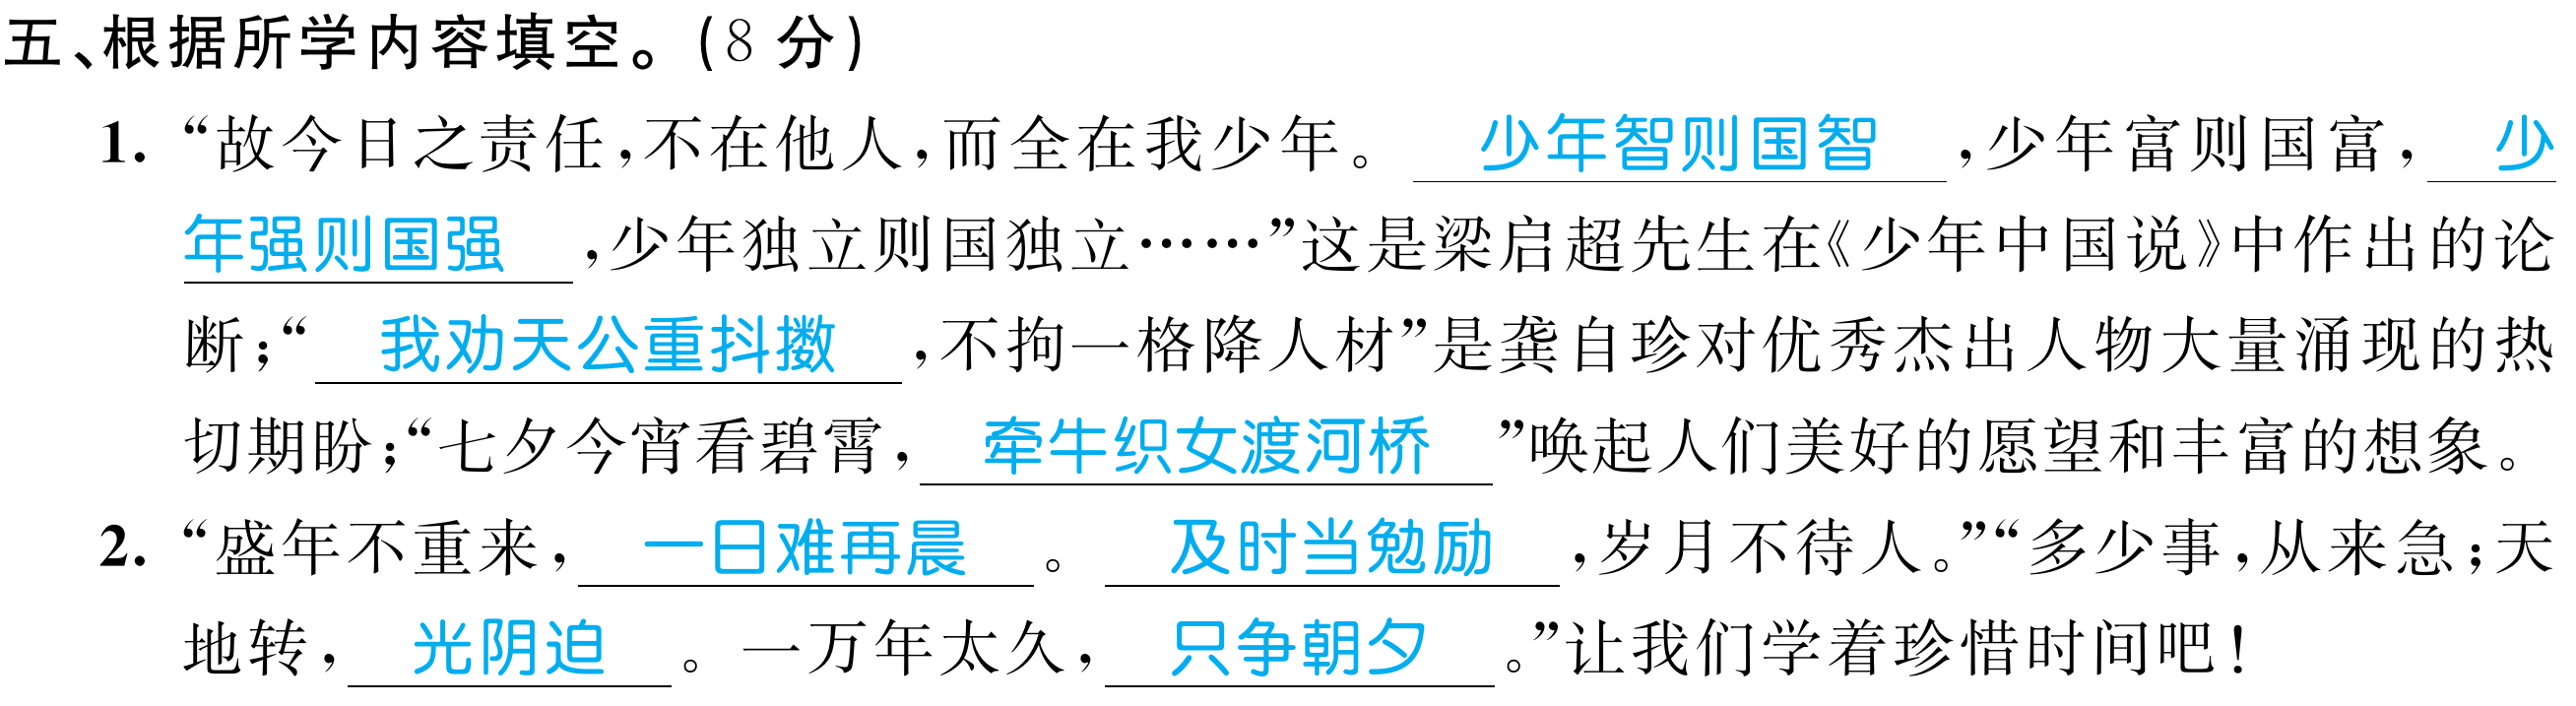 五、根据所学内容填空。(8 分)
1. “故今日之责任,不在他人,而全在我少年。 少年智则国智 ,少年富则国富, 少
年强则国强 ,少年独立则国独立……”这是梁启超先生在《少年中国说》中作出的论
断;“ 我劝天公重抖擞 ,不拘一格降人材”是龚自珍对优秀杰出人物大量涌现的热
切期盼;“七夕今宵看碧霄, 牵牛织女渡河桥 ”唤起人们美好的愿望和丰富的想象。
2. “盛年不重来, 一日难再晨 。 及时当勉励 ,岁月不待人。”“多少事,从来急;天
地转, 光阴迫 。一万年太久, 只争朝夕 。”让我们学着珍惜时间吧!